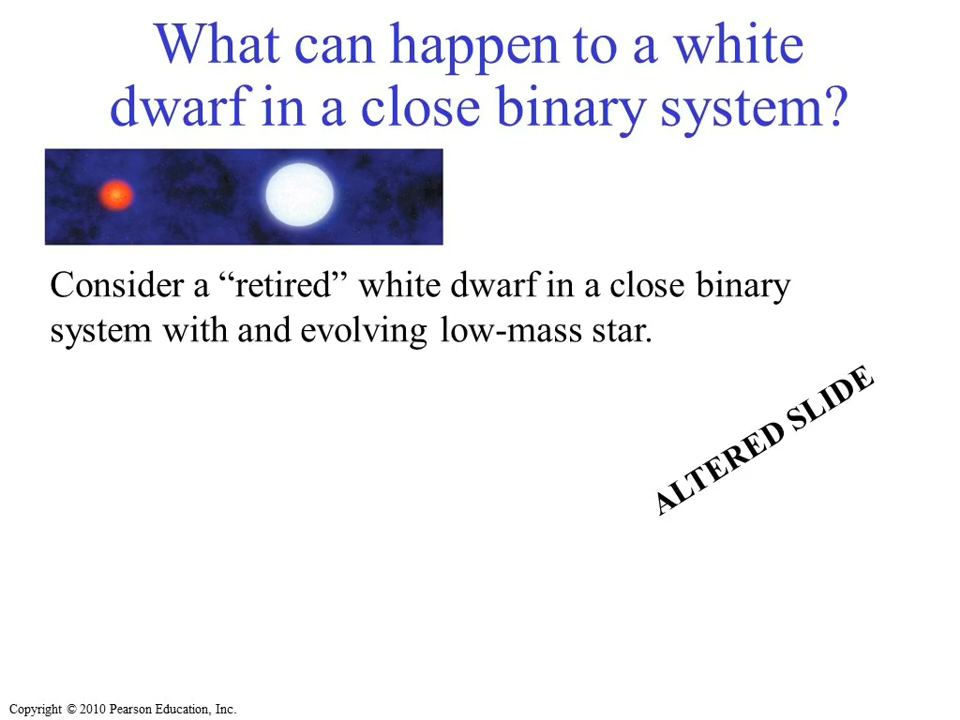 What can happen to a white
dwarf in a close binary system?
Consider a “retired” white dwarf in a close binary
system with and evolving low-mass star.
ALTERED SLIDE
Copyright © 2010 Pearson Education, Inc.